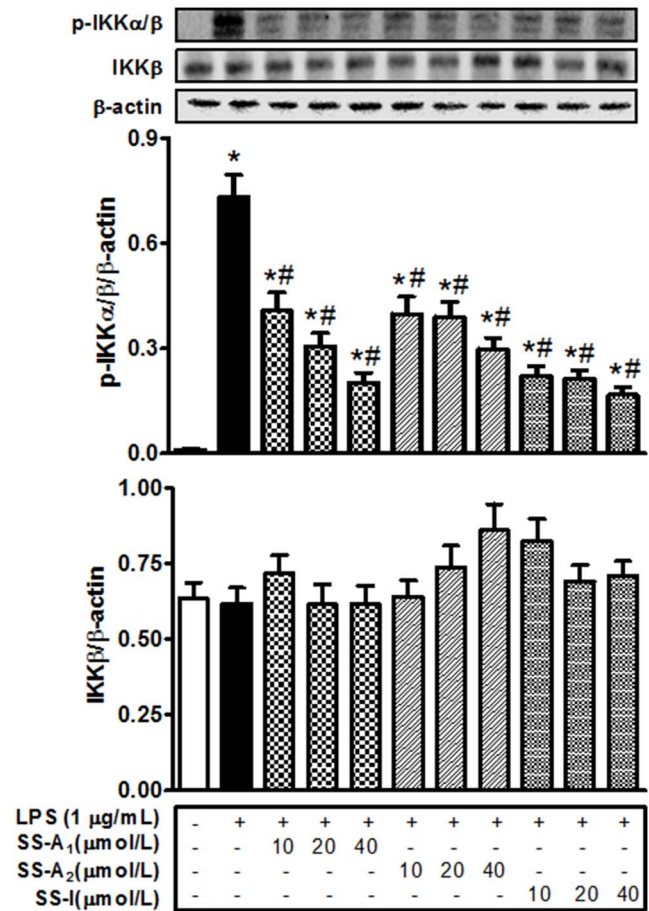 p-IKKα/β
IKKβ
β-actin
p-IKKα/β/β-actin
0.9
0.6
0.3
0.0
*
*#
*#
*#
*#
*#
*#
*#
*#
*#
IKKβ/β-actin
1.00
0.75
0.50
0.25
0.00
LPS (1 μg/mL) - + + + + + + + + + +
SS-A₁(μmol/L) - - 10 20 40 - - - - - -
SS-A₂(μmol/L) - - - - - 10 20 40 - - -
SS-I(μmol/L) - - - - - - - - 10 20 40